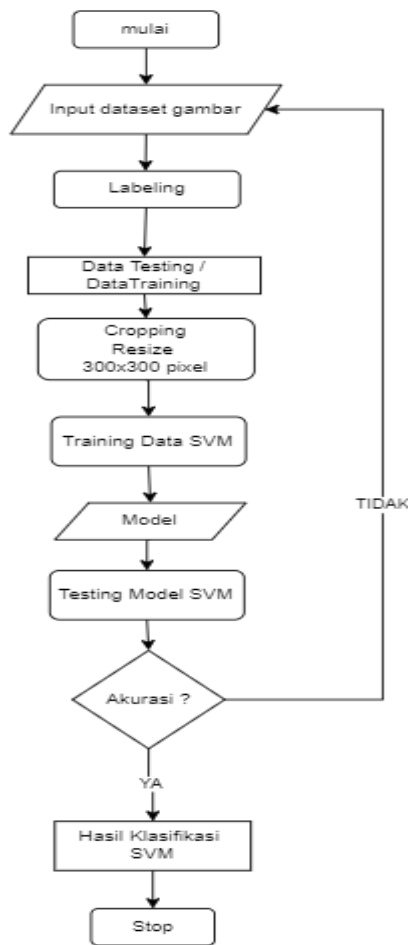 mulai
Input dataset gambar
Labeling
Data Testing /
DataTraining
Cropping
Resize
300x300 pixel
Training Data SVM
Model
TIDAK
Testing Model SVM
Akurasi ?
YA
Hasil Klasifikasi
SVM
Stop